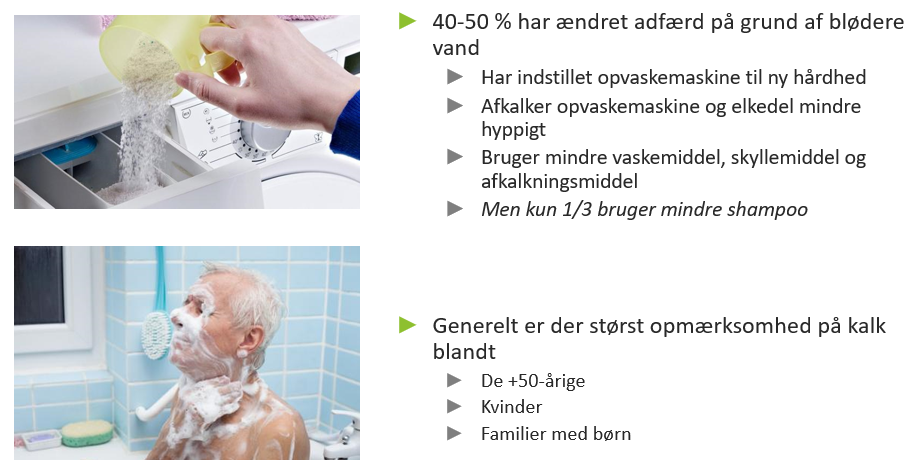 40-50 % har ændret adfærd på grund af blødere
vand
Har indstillet opvaskemaskine til ny hårdhed
Afkalker opvaskemaskine og elkedel mindre
hyppigt
Bruger mindre vaskemiddel, skyllemiddel og
afkalkningsmiddel
Men kun 1/3 bruger mindre shampoo
Generelt er der størst opmærksomhed på kalk
blandt
De +50-årige
Kvinder
Familier med børn